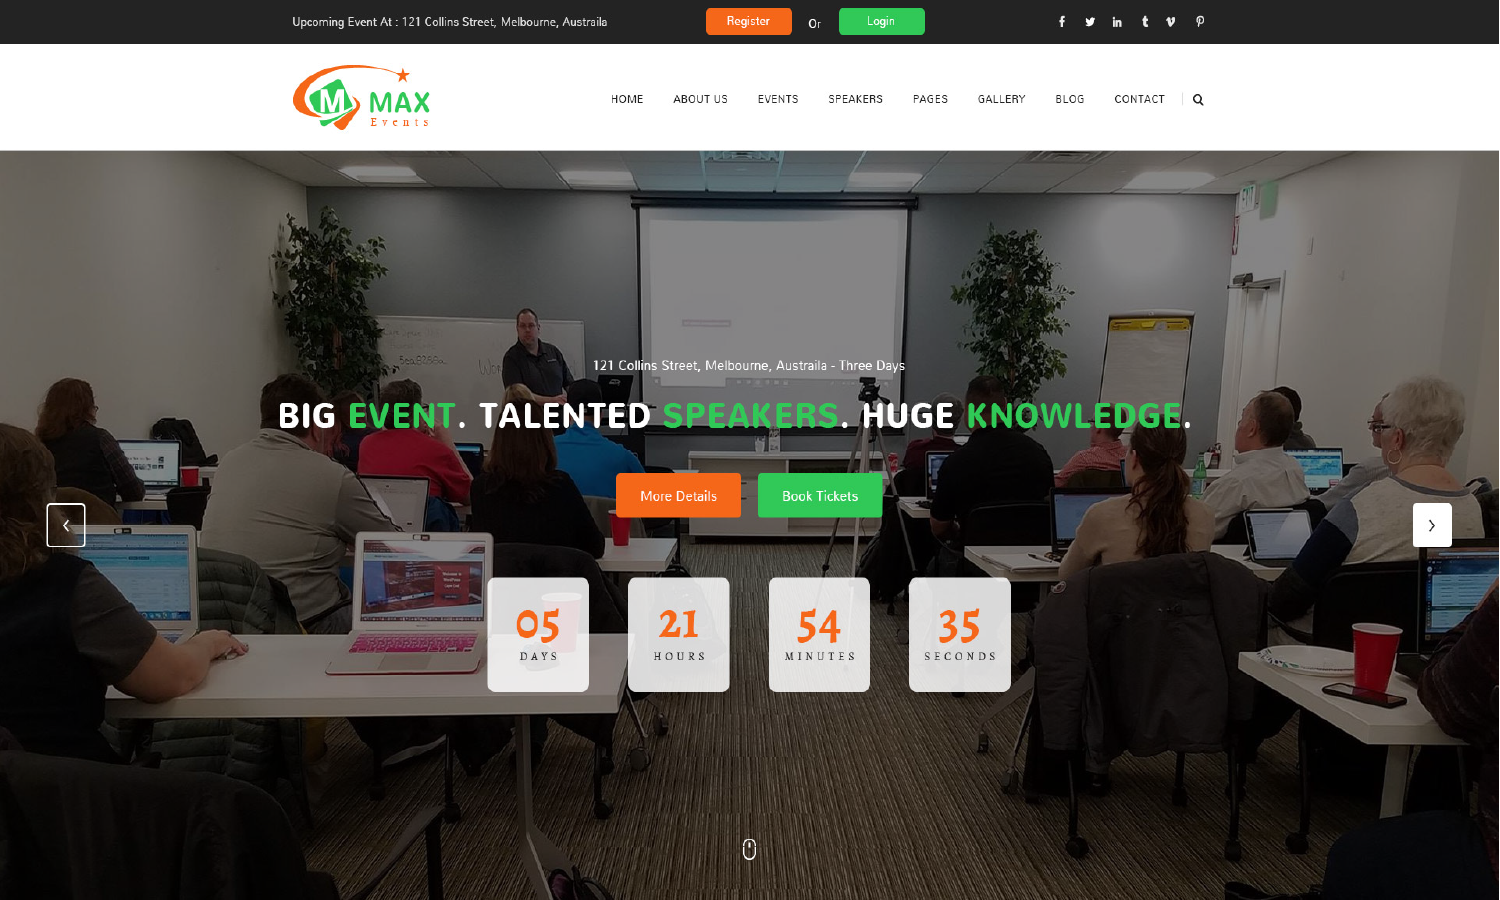 Upcoming Event At : 121 Collins Street, Melbourne, Austraila
Register
Or
Login
M MAX
Events
HOME
ABOUT US
EVENTS
SPEAKERS
PAGES
GALLERY
BLOG
CONTACT
121 Collins Street, Melbourne, Austraila - Three Days
BIG EVENT. TALENTED SPEAKERS. HUGE KNOWLEDGE.
More Details
Book Tickets
05
DAYS
21
HOURS
54
MINUTES
35
SECONDS